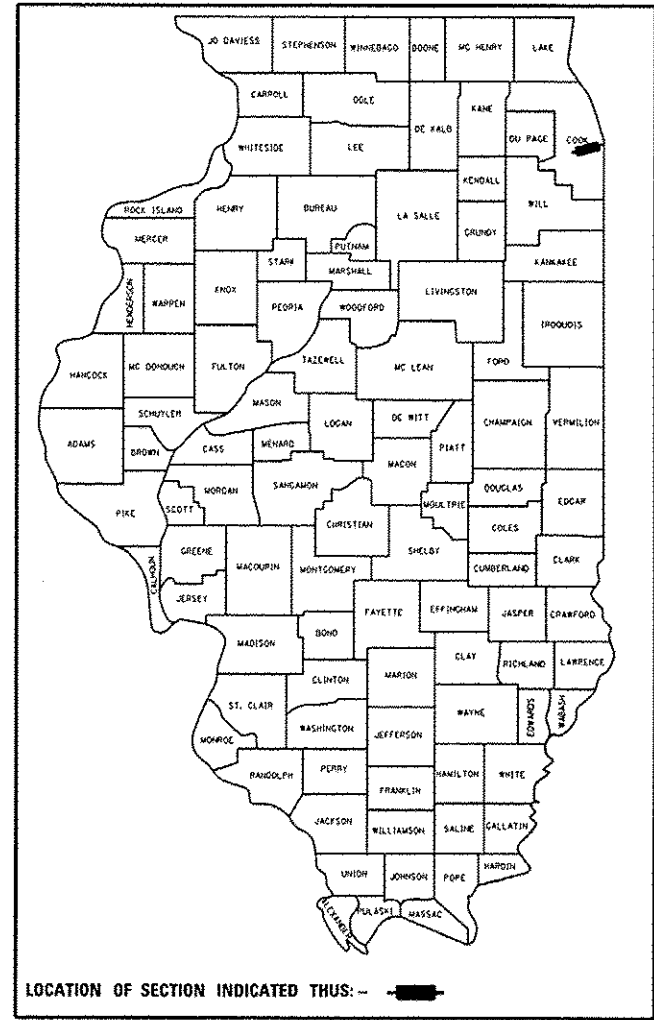 JO DAVIESS STEPHENSON WINNEBAGO BOONE MC HENRY LAKE
CARROLL OGLE DE KALB KANE DU PAGE COOK
WHITESIDE LEE KENDALL WILL
ROCK ISLAND HENRY BUREAU LA SALLE GRUNDY
MERCER PUTNAM KANKAKEE
STARK MARSHALL
HENDERSON WARREN KNOX PEORIA WOODFORD LIVINGSTON IROQUOIS
HANCOCK MC DONOUGH FULTON TAZEWELL MC LEAN FORD
SCHUYLER MASON LOGAN DE WITT CHAMPAIGN VERMILION
ADAMS BROWN CASS MENARD MACON PIATT
PIKE SCOTT MORGAN SANGAMON MOULTRIE DOUGLAS EDGAR
CHRISTIAN COLES
CALHOUN GREENE MACOUPIN MONTGOMERY SHELBY CUMBERLAND CLARK
JERSEY FAYETTE EFFINGHAM JASPER CRAWFORD
MADISON BOND CLAY RICHLAND LAWRENCE
CLINTON MARION
ST. CLAIR WAYNE EDWARDS WABASH
MONROE WASHINGTON JEFFERSON
RANDOLPH PERRY HAMILTON WHITE
FRANKLIN
JACKSON WILLIAMSON SALINE GALLATIN
UNION JOHNSON POPE HARDIN
ALEXANDER PULASKI MASSAC
LOCATION OF SECTION INDICATED THUS: -